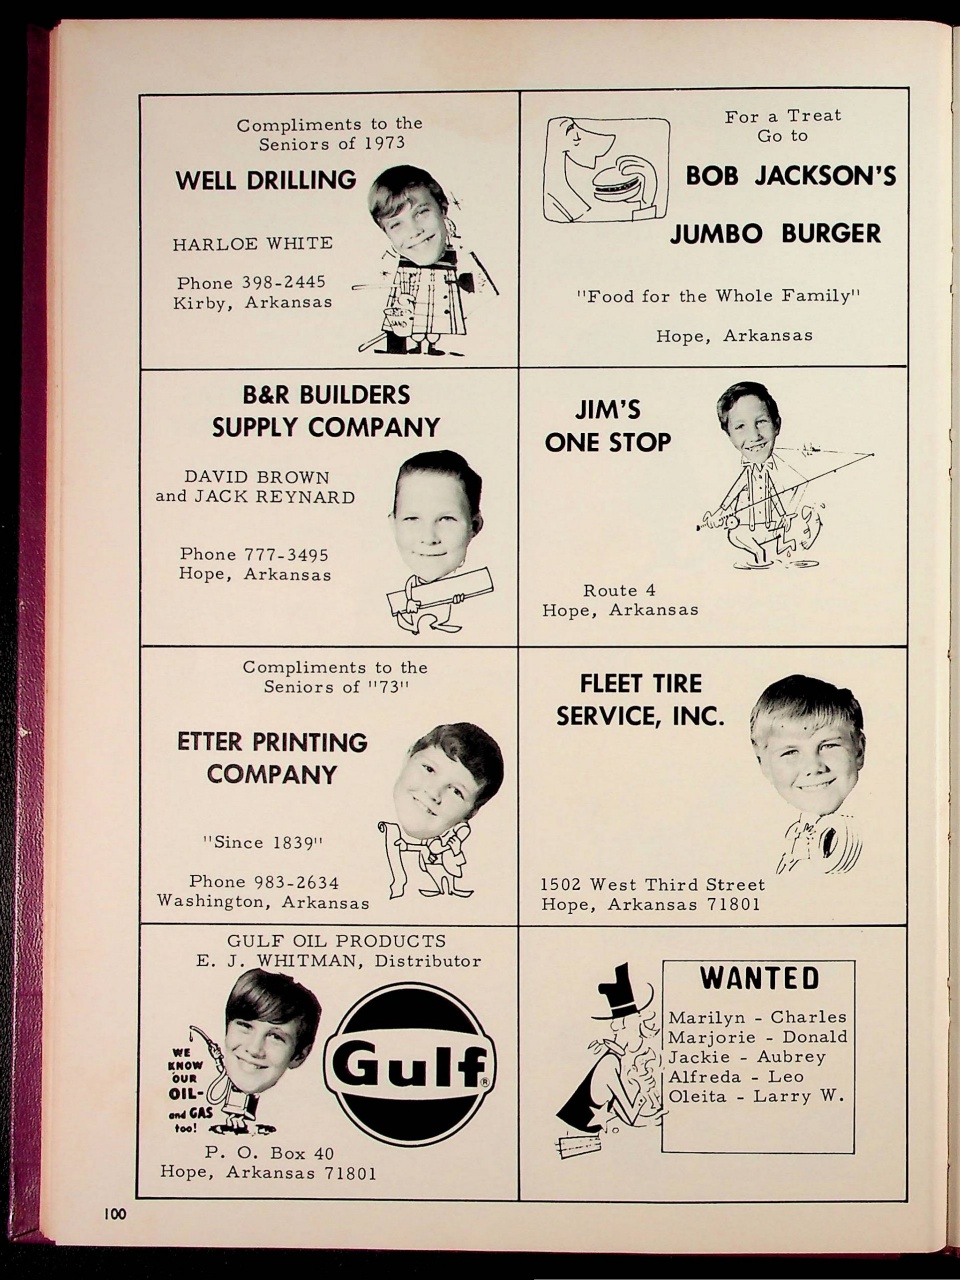 Compliments to the
Seniors of 1973
WELL DRILLING
HARLOE WHITE
Phone 398-2445
Kirby, Arkansas
For a Treat
Go to
BOB JACKSON'S
JUMBO BURGER
"Food for the Whole Family"
Hope, Arkansas
B&R BUILDERS
SUPPLY COMPANY
DAVID BROWN
and JACK REYNARD
Phone 777-3495
Hope, Arkansas
JIM'S
ONE STOP
Route 4
Hope, Arkansas
Compliments to the
Seniors of "73"
ETTER PRINTING
COMPANY
"Since 1839"
Phone 983-2634
Washington, Arkansas
FLEET TIRE
SERVICE, INC.
1502 West Third Street
Hope, Arkansas 71801
GULF OIL PRODUCTS
E. J. WHITMAN, Distributor
WE
KNOW
OUR
OIL-
and GAS
too!
Gulf®
P. O. Box 40
Hope, Arkansas 71801
WANTED
Marilyn - Charles
Marjorie - Donald
Jackie - Aubrey
Alfreda - Leo
Oleita - Larry W.
100